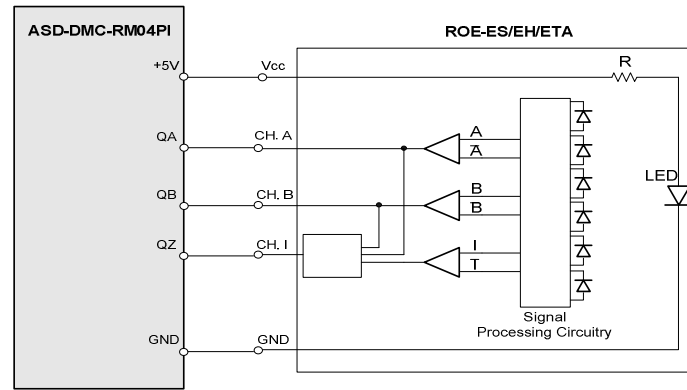 ASD-DMC-RM04PI
ROE-ES/EH/ETA
+5V
Vcc
R
QA
CH. A
A
A
QB
CH. B
B
B
LED
QZ
CH. I
I
T
Signal
Processing Circuitry
GND
GND